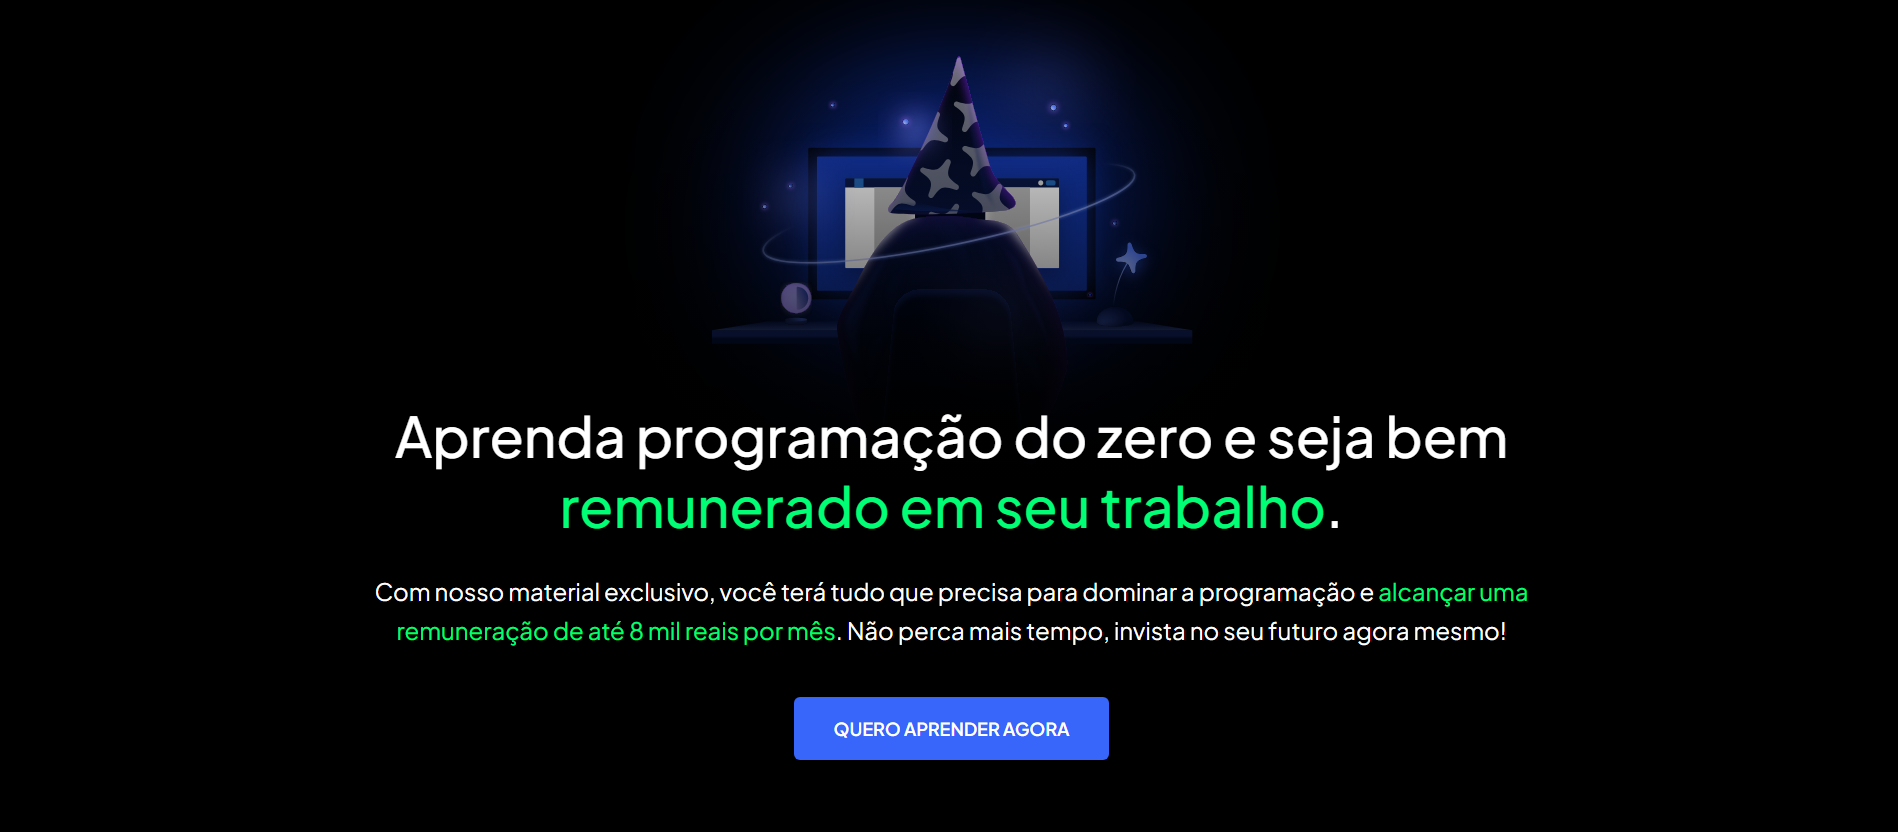 Aprenda programação do zero e seja bem
remunerado em seu trabalho.
Com nosso material exclusivo, você terá tudo que precisa para dominar a programação e alcançar uma
remuneração de até 8 mil reais por mês. Não perca mais tempo, invista no seu futuro agora mesmo!
QUERO APRENDER AGORA